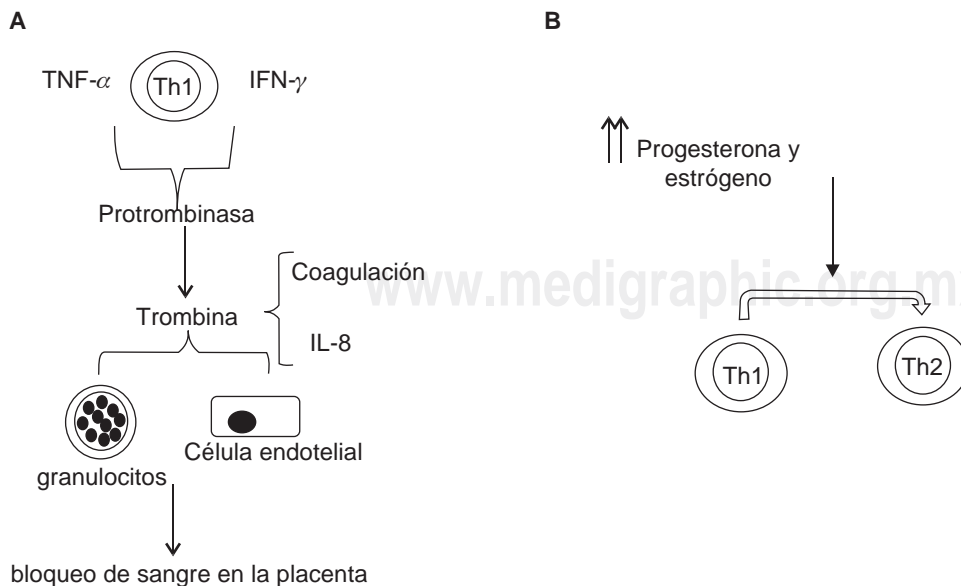 A
TNF-α
Th1
IFN-γ
Protrombinasa
Trombina
Coagulación
IL-8
granulocitos
Célula endotelial
bloqueo de sangre en la placenta
B
Progesterona y
estrógeno
www.medigraphic.org.mx
Th1
Th2